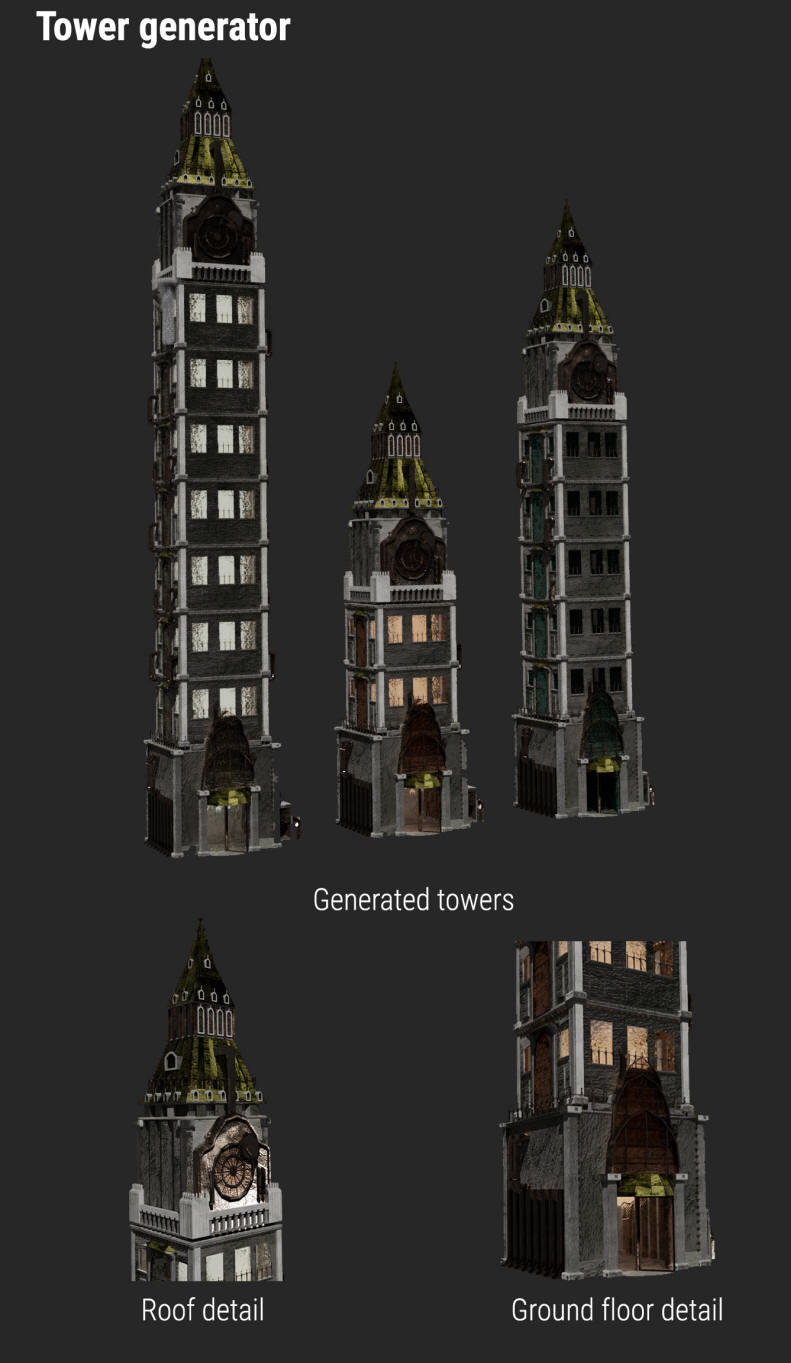 Tower generator
Generated towers
Roof detail
Ground floor detail